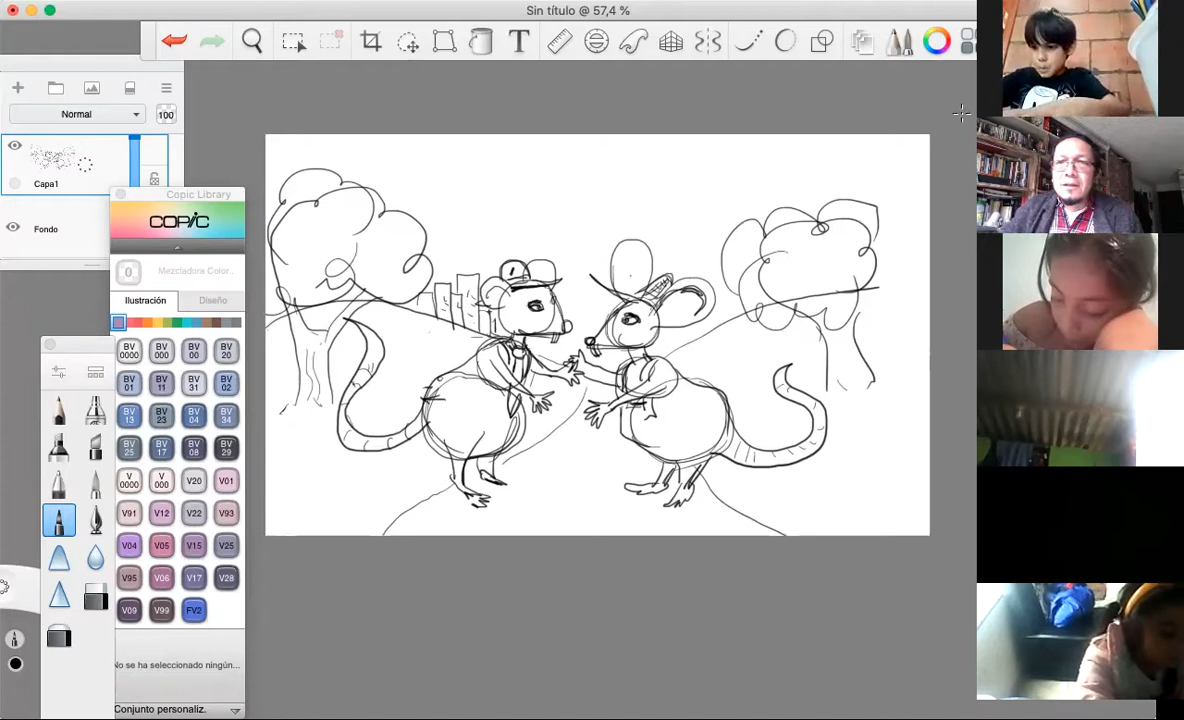 Sin título @ 57,4 %
T
Normal
100
Capa1
Fondo
Copic Library
COPIC
0 Mezcladora Color..
Ilustración Diseño
BV 0000 BV 000 BV 00 BV 20
BV 01 BV 11 BV 31 BV 02
BV 13 BV 23 BV 04 BV 34
BV 25 BV 17 BV 08 BV 29
V 0000 V 000 V20 V01
V91 V12 V22 V93
V04 V05 V15 V25
V95 V06 V17 V28
V09 V99 FV2
No se ha seleccionado ningún...
Conjunto personaliz.